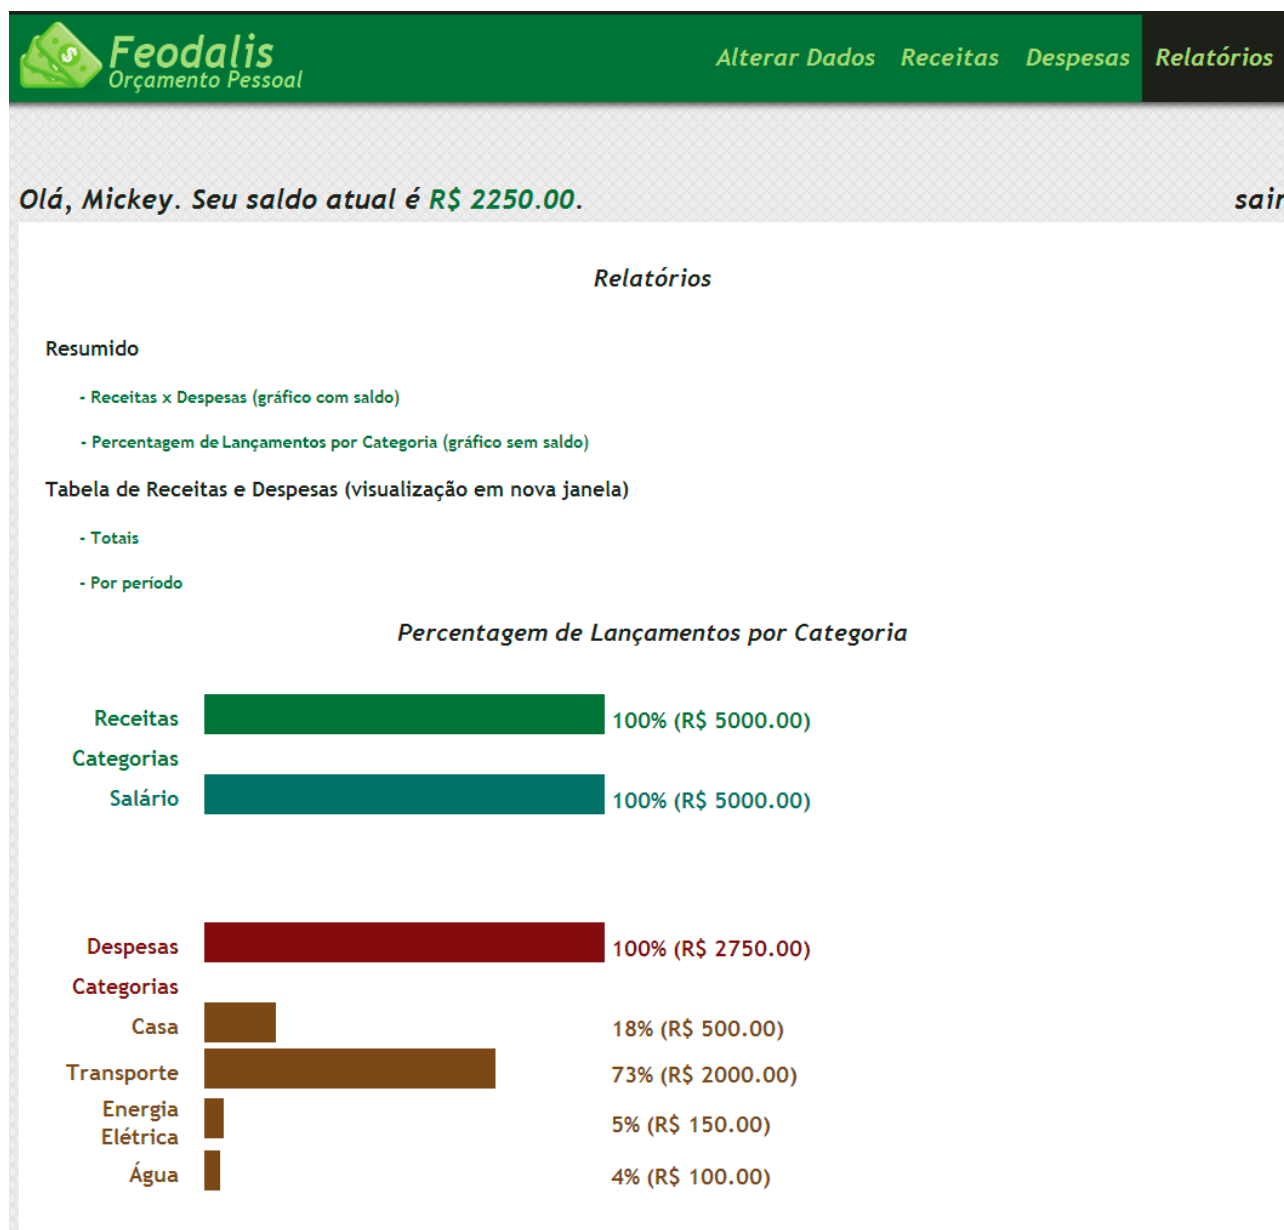 Feodalis
Orçamento Pessoal
Alterar Dados Receitas Despesas Relatórios
Olá, Mickey. Seu saldo atual é R$ 2250.00. sair
Relatórios
Resumido
- Receitas x Despesas (gráfico com saldo)
- Percentagem de Lançamentos por Categoria (gráfico sem saldo)
Tabela de Receitas e Despesas (visualização em nova janela)
- Totais
- Por período
Percentagem de Lançamentos por Categoria
Receitas 100% (R$ 5000.00)
Categorias
Salário 100% (R$ 5000.00)
Despesas 100% (R$ 2750.00)
Categorias
Casa 18% (R$ 500.00)
Transporte 73% (R$ 2000.00)
Energia
Elétrica 5% (R$ 150.00)
Água 4% (R$ 100.00)